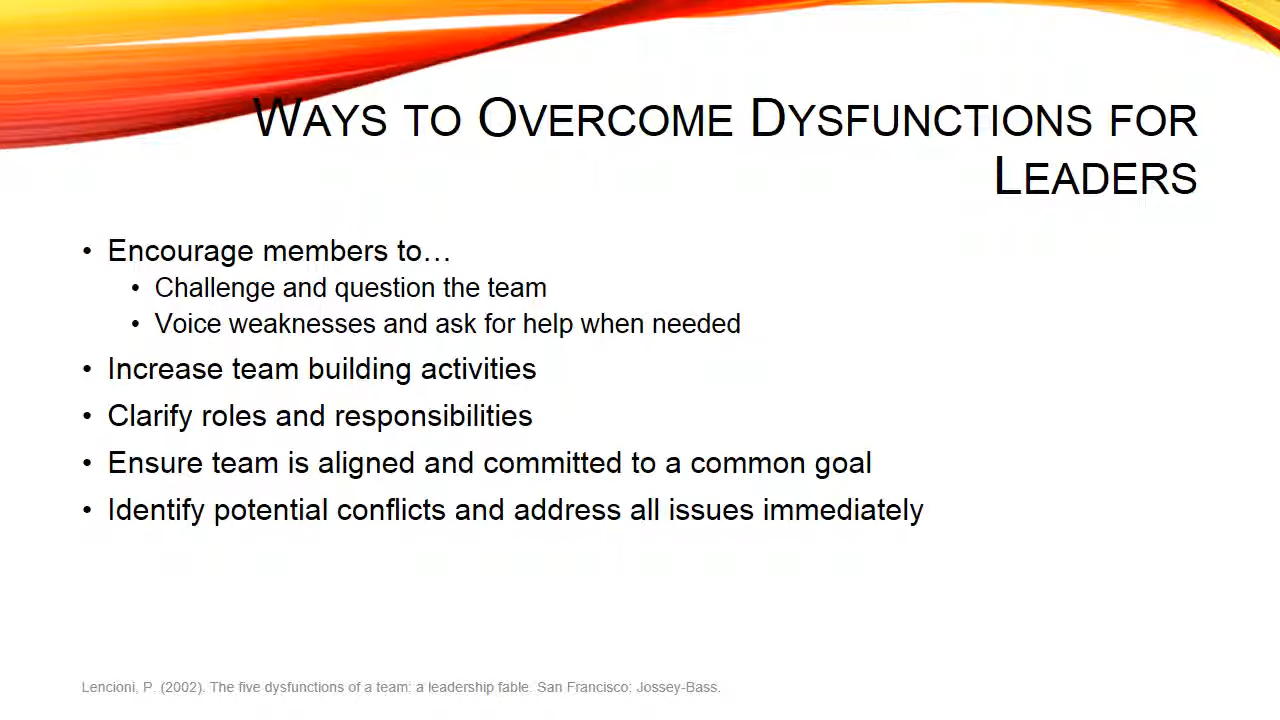 Ways to Overcome Dysfunctions for
Leaders
• Encourage members to…
• Challenge and question the team
• Voice weaknesses and ask for help when needed
• Increase team building activities
• Clarify roles and responsibilities
• Ensure team is aligned and committed to a common goal
• Identify potential conflicts and address all issues immediately
Lencioni, P. (2002). The five dysfunctions of a team: a leadership fable. San Francisco: Jossey-Bass.